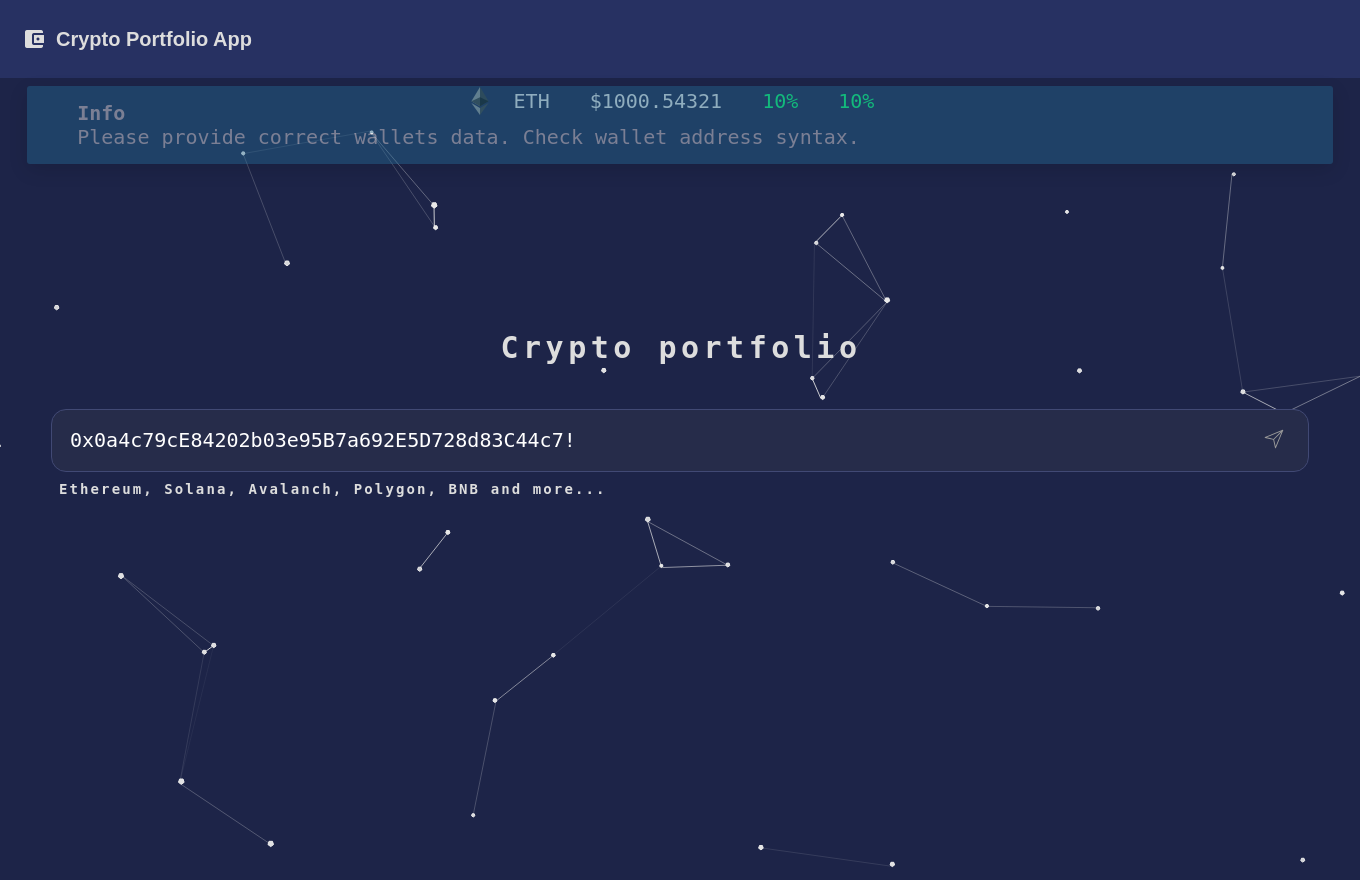 Crypto Portfolio App
ETH $1000.54321 10% 10%
Info
Please provide correct wallets data. Check wallet address syntax.
Crypto portfolio
0x0a4c79cE84202b03e95B7a692E5D728d83C44c7!
Ethereum, Solana, Avalanch, Polygon, BNB and more...